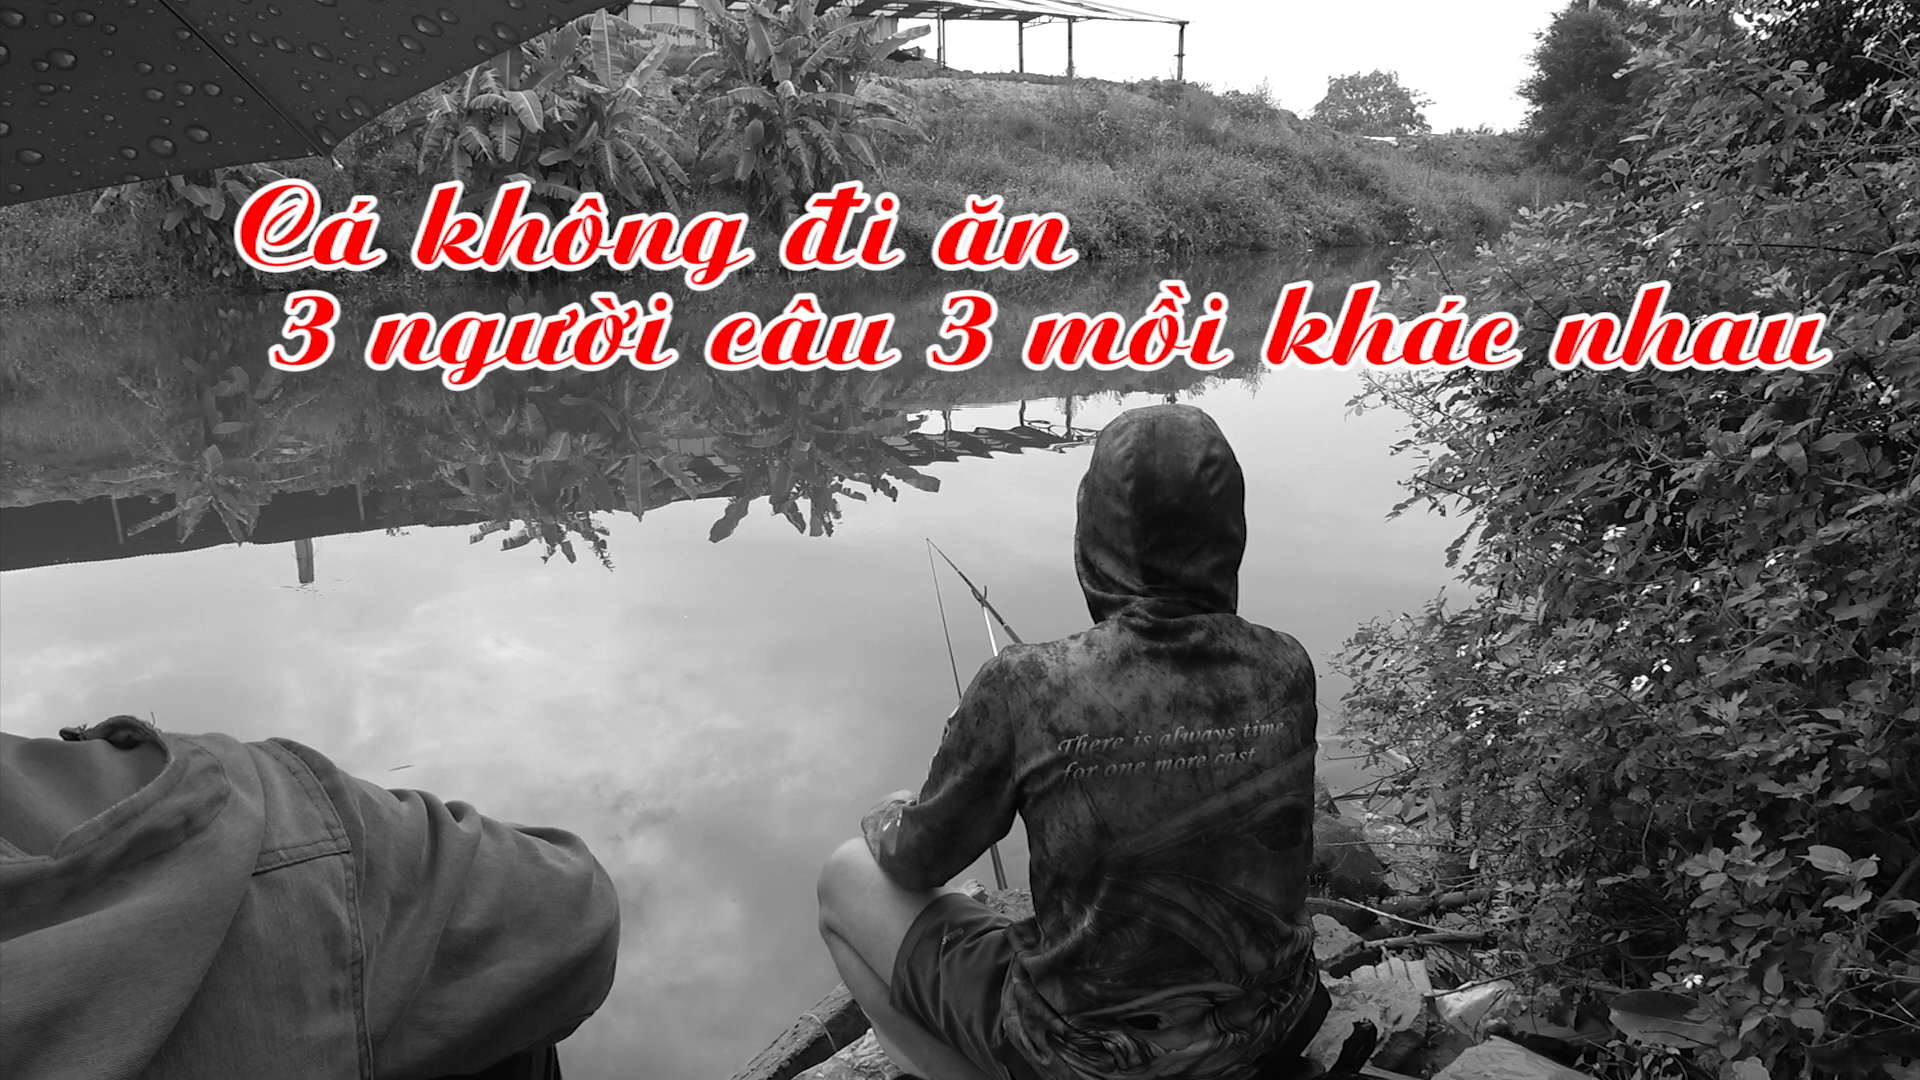 Cá không đi ăn
3 người câu 3 mồi khác nhau
There is always time
for one more cast